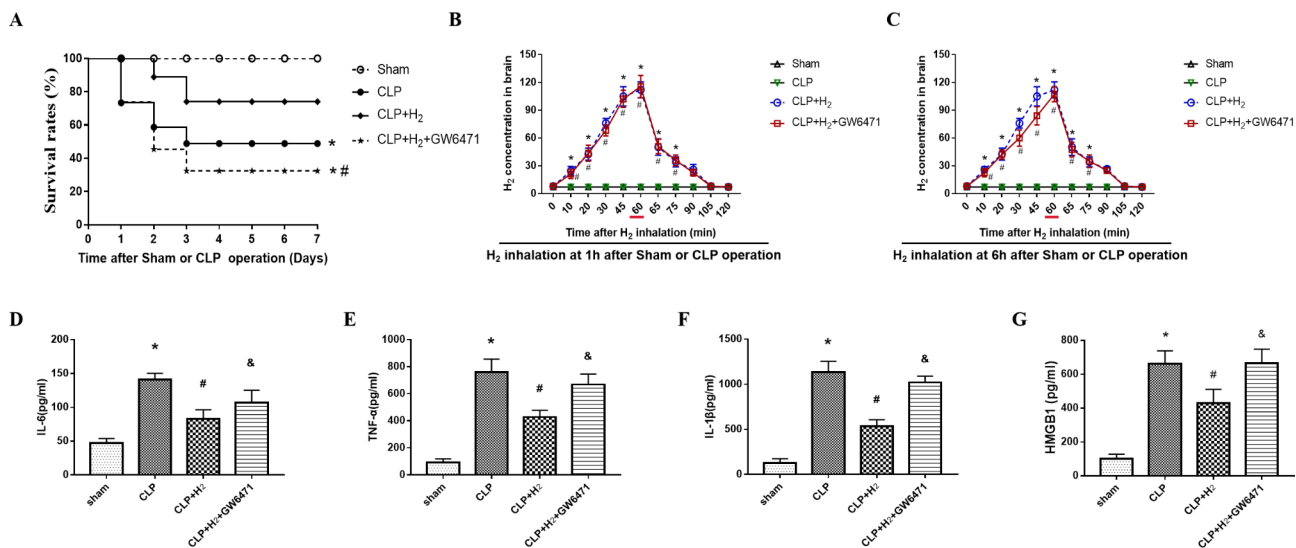 A
Survival rates (%)
100
80
60
40
20
0
0 1 2 3 4 5 6 7
Time after Sham or CLP operation (Days)
Sham
CLP
CLP+H2
CLP+H2+GW6471
*
* #
B
H2 concentration in brain
150
120
90
60
30
0
0 10 20 30 45 60 65 75 90 105 120
Time after H2 inhalation (min)
H2 inhalation at 1h after Sham or CLP operation
Sham
CLP
CLP+H2
CLP+H2+GW6471
* * * * * * * *
# # # # # # #
C
H2 concentration in brain
150
120
90
60
30
0
0 10 20 30 45 60 65 75 90 105 120
Time after H2 inhalation (min)
H2 inhalation at 6h after Sham or CLP operation
Sham
CLP
CLP+H2
CLP+H2+GW6471
* * * * * * *
# # # # # # #
D
IL-6(pg/ml)
200
150
100
50
0
* # &
sham CLP CLP+H2 CLP+H2+GW6471
E
TNF-α(pg/ml)
1000
800
600
400
200
0
* # &
sham CLP CLP+H2 CLP+H2+GW6471
F
IL-1β(pg/ml)
1500
1000
500
0
* # &
sham CLP CLP+H2 CLP+H2+GW6471
G
HMGB1 (pg/ml)
800
600
400
200
0
* # &
sham CLP CLP+H2 CLP+H2+GW6471